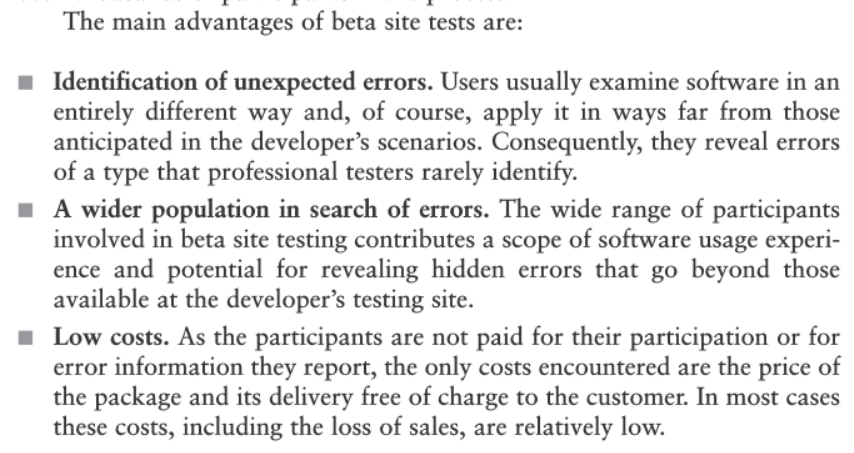 The main advantages of beta site tests are:
■ Identification of unexpected errors. Users usually examine software in an
entirely different way and, of course, apply it in ways far from those
anticipated in the developer's scenarios. Consequently, they reveal errors
of a type that professional testers rarely identify.
■ A wider population in search of errors. The wide range of participants
involved in beta site testing contributes a scope of software usage experi-
ence and potential for revealing hidden errors that go beyond those
available at the developer's testing site.
■ Low costs. As the participants are not paid for their participation or for
error information they report, the only costs encountered are the price of
the package and its delivery free of charge to the customer. In most cases
these costs, including the loss of sales, are relatively low.